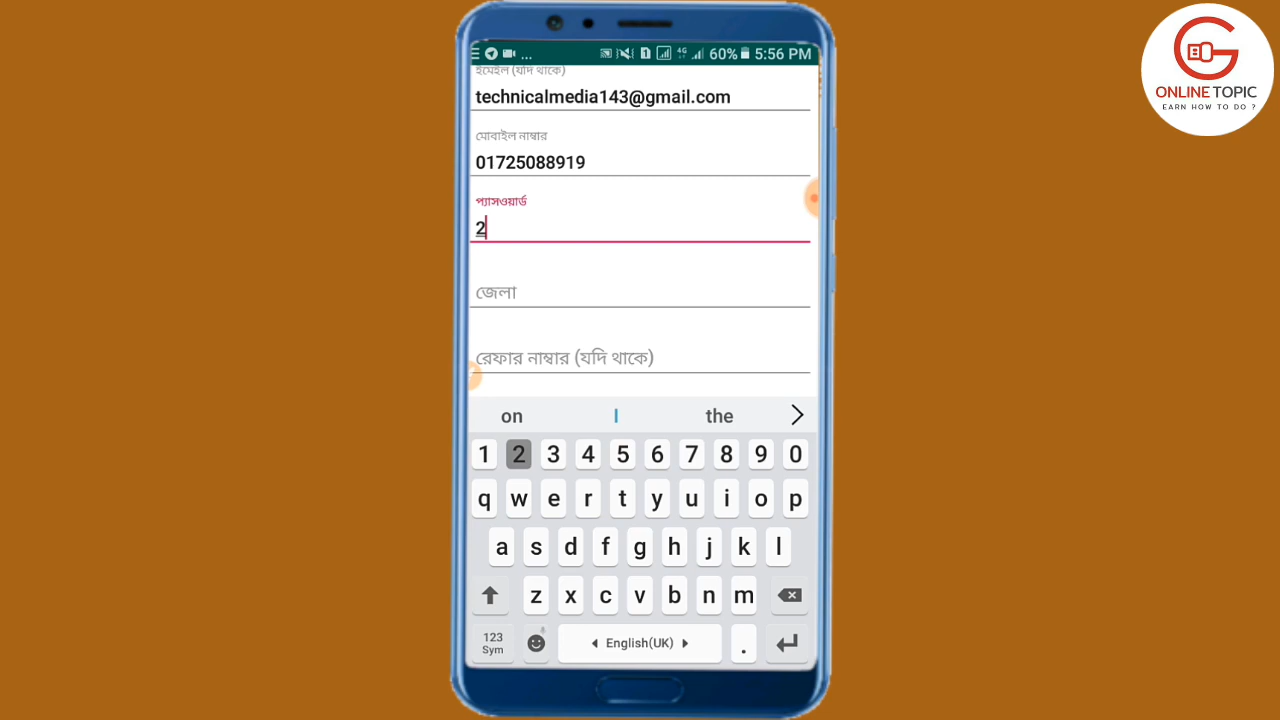 ... 60% 5:56 PM
ইমেইল (যদি থাকে)
technicalmedia143@gmail.com
মোবাইল নাম্বার
01725088919
প্যাসওয়ার্ড
2
জেলা
রেফার নাম্বার (যদি থাকে)
on I the
1 2 3 4 5 6 7 8 9 0
q w e r t y u i o p
a s d f g h j k l
z x c v b n m
123
Sym
English(UK)
.
G
ONLINE TOPIC
EARN HOW TO DO ?